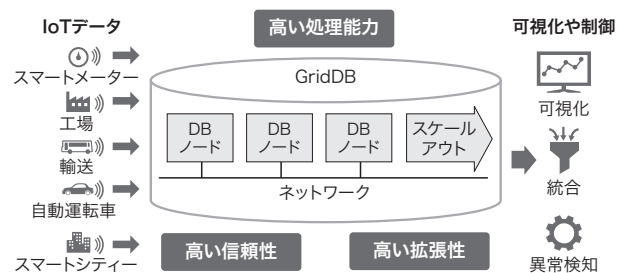 IoTデータ
スマートメーター
工場
輸送
自動運転車
スマートシティー
高い処理能力
GridDB
DB
ノード
DB
ノード
DB
ノード
スケール
アウト
ネットワーク
高い信頼性
高い拡張性
可視化や制御
可視化
統合
異常検知